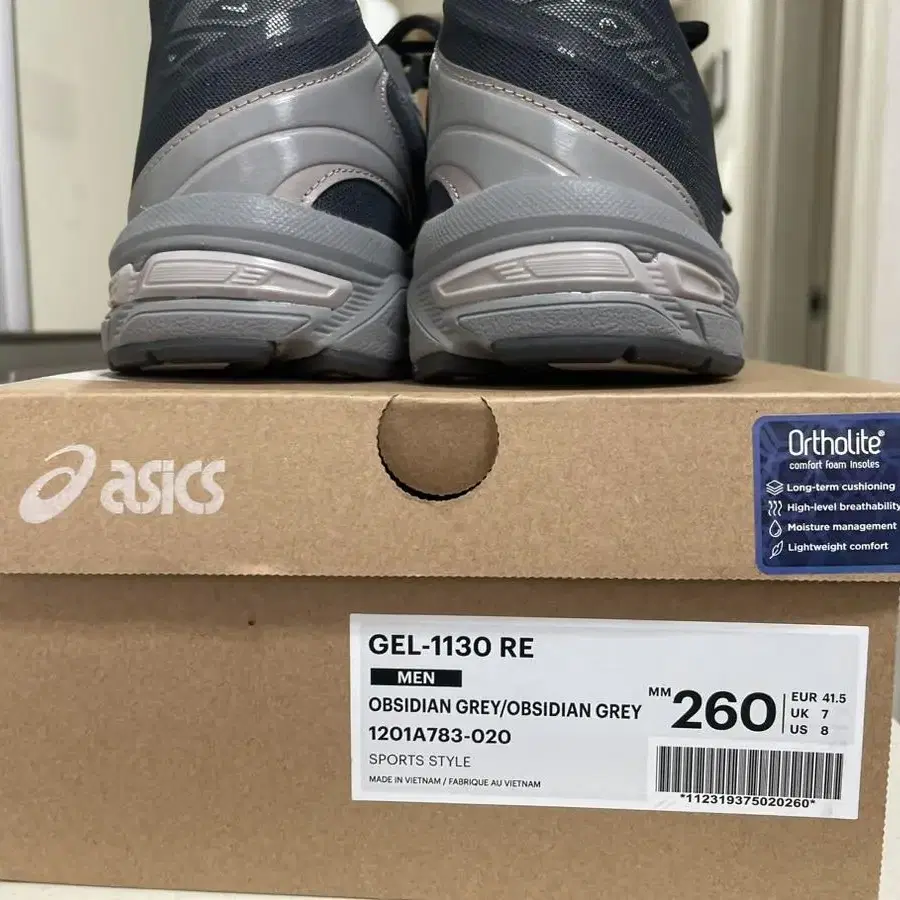 asics
Ortholite®
comfort foam insoles
Long-term cushioning
High-level breathability
Moisture management
Lightweight comfort
GEL-1130 RE
MEN
OBSIDIAN GREY/OBSIDIAN GREY
1201A783-020
SPORTS STYLE
MADE IN VIETNAM / FABRIQUE AU VIETNAM
MM 260
EUR 41.5
UK 7
US 8
*112319375020260*